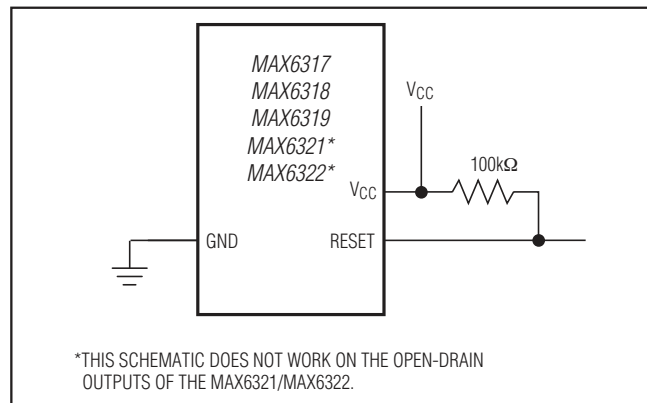 MAX6317
MAX6318
MAX6319
MAX6321*
MAX6322*
VCC
100kΩ
VCC
GND
RESET
*THIS SCHEMATIC DOES NOT WORK ON THE OPEN-DRAIN
OUTPUTS OF THE MAX6321/MAX6322.